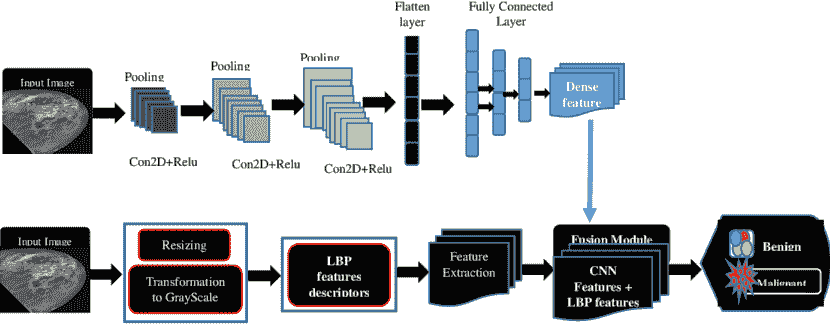 Flatten
layer
Fully Connected
Layer
Input Image
Pooling
Pooling
Pooling
Dense
feature
Con2D+Relu
Con2D+Relu
Con2D+Relu
Input Image
Resizing
Transformation
to GrayScale
LBP
features
descriptors
Feature
Extraction
Fusion Module
CNN
Features +
LBP features
Benign
Malignant